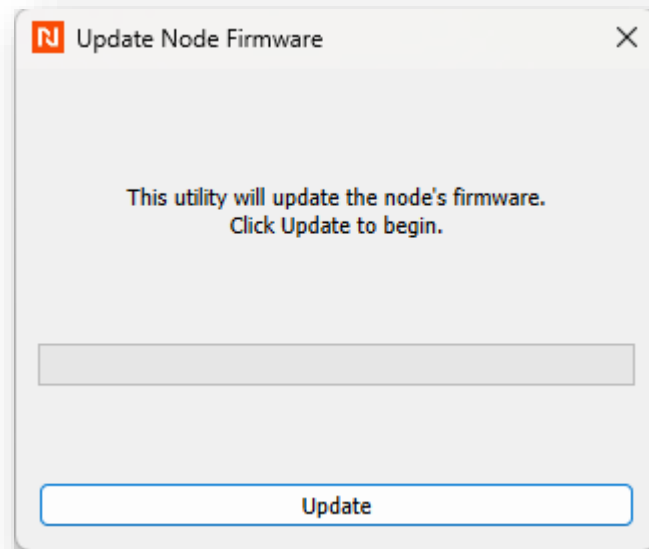 Update Node Firmware
This utility will update the node's firmware.
Click Update to begin.
Update